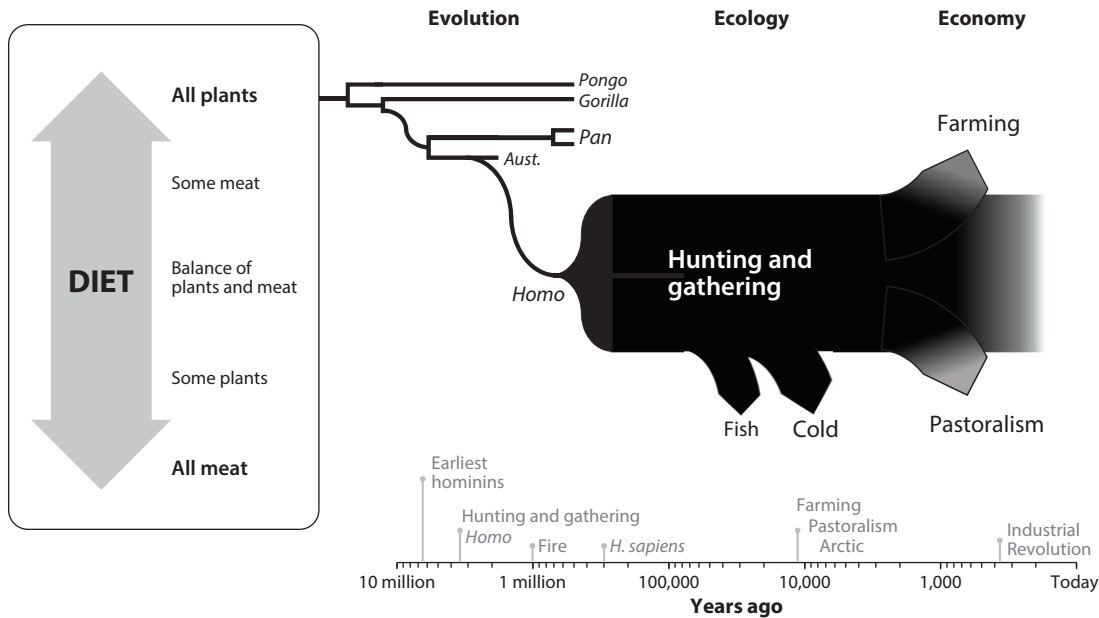 Evolution
Ecology
Economy
DIET
All plants
Some meat
Balance of
plants and meat
Some plants
All meat
Pongo
Gorilla
Pan
Aust.
Homo
Hunting and
gathering
Farming
Fish
Cold
Pastoralism
Earliest
hominins
Hunting and gathering
Homo
Fire
H. sapiens
Farming
Pastoralism
Arctic
Industrial
Revolution
10 million
1 million
100,000
10,000
1,000
Today
Years ago